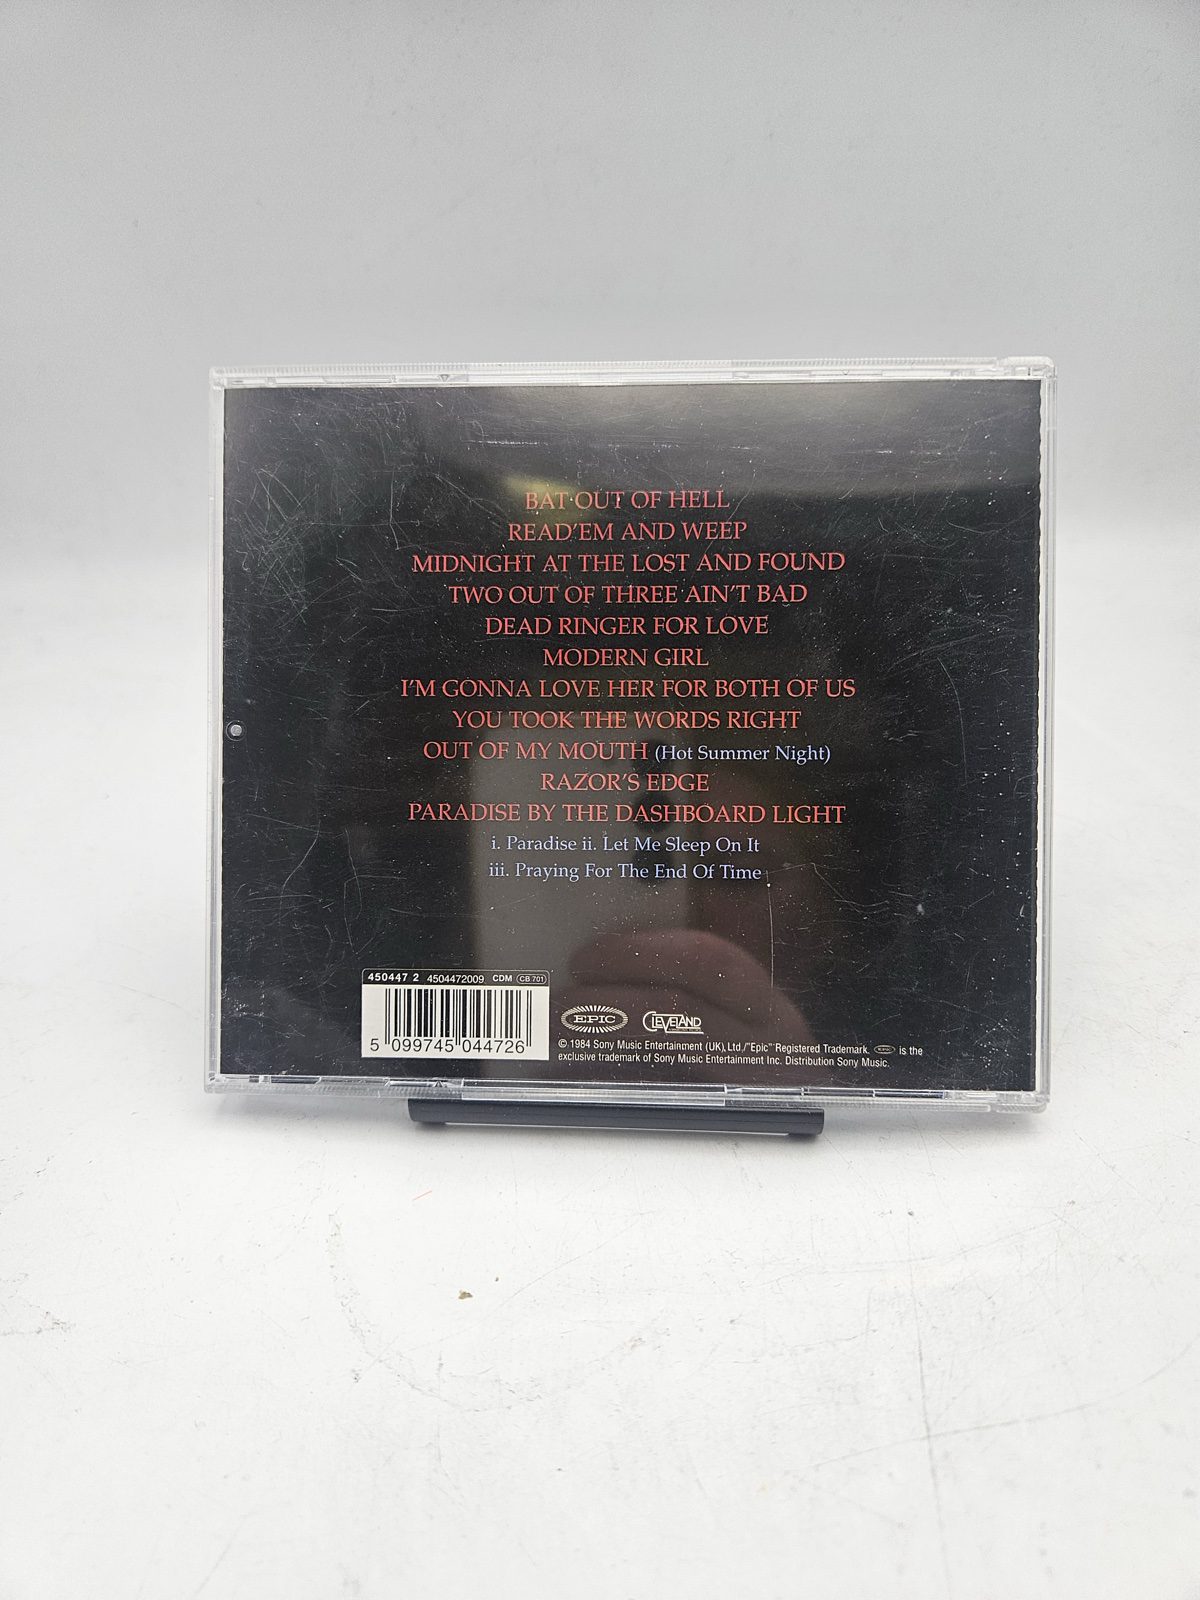 BAT OUT OF HELL
READ'EM AND WEEP
MIDNIGHT AT THE LOST AND FOUND
TWO OUT OF THREE AIN'T BAD
DEAD RINGER FOR LOVE
MODERN GIRL
I'M GONNA LOVE HER FOR BOTH OF US
YOU TOOK THE WORDS RIGHT
OUT OF MY MOUTH (Hot Summer Night)
RAZOR'S EDGE
PARADISE BY THE DASHBOARD LIGHT
i. Paradise ii. Let Me Sleep On It
iii. Praying For The End Of Time
450447 2 4504472009 CDM CB 701
5 099745 044726
EPIC CLEVELAND
© 1984 Sony Music Entertainment (UK) Ltd./"Epic" Registered Trademark. EPIC is the
exclusive trademark of Sony Music Entertainment Inc. Distribution Sony Music.